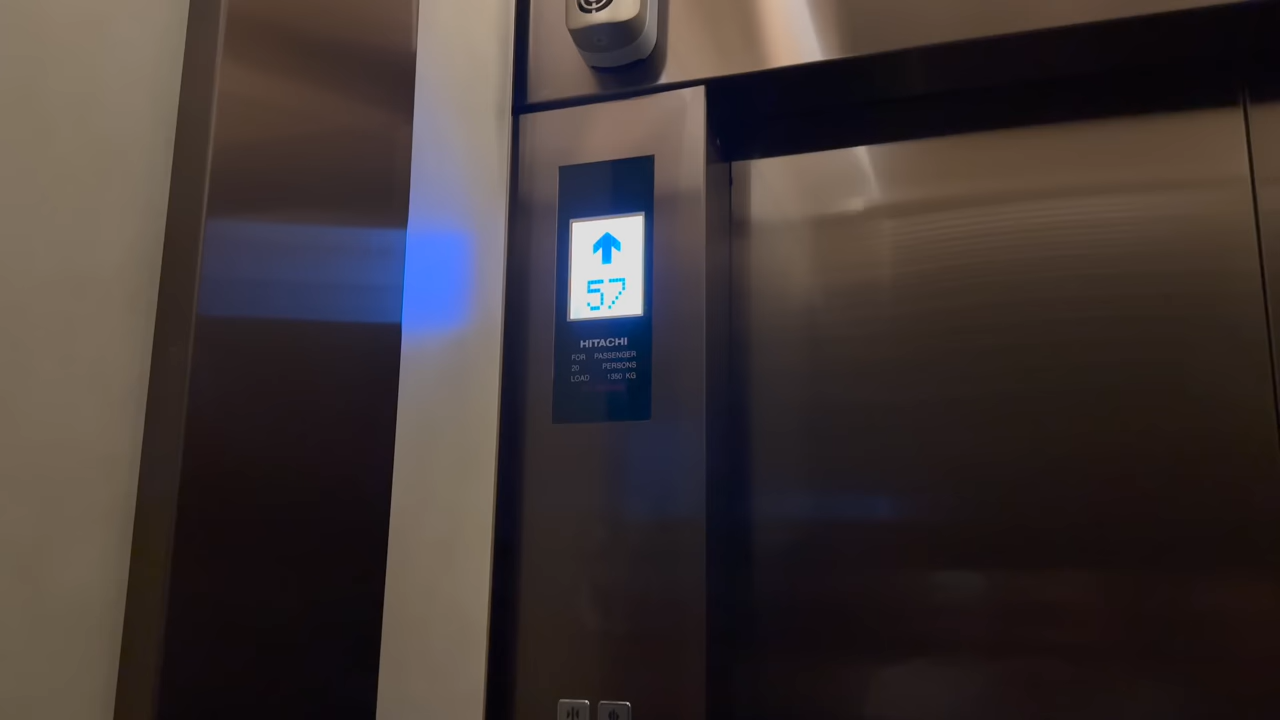 57
HITACHI
FOR PASSENGER
20 PERSONS
LOAD 1350 KG